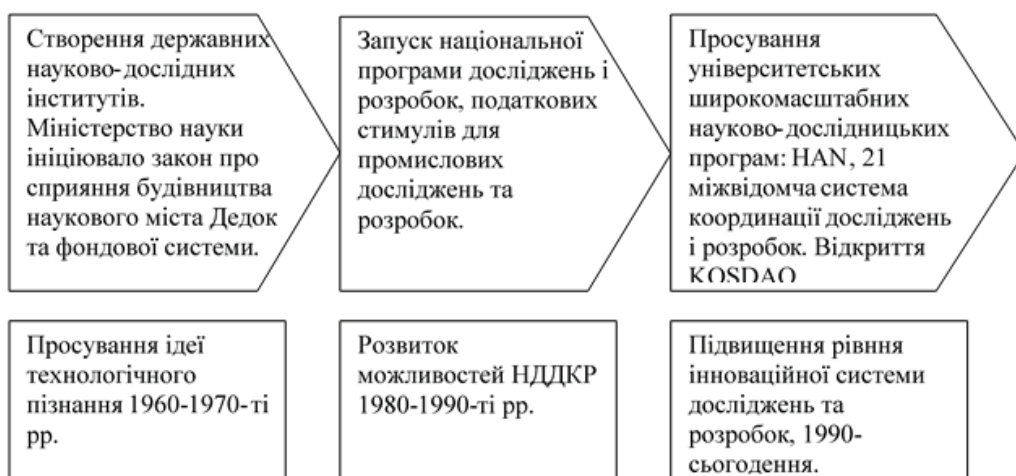 Створення державних
науково-дослідних
інститутів.
Міністерство науки
ініціювало закон про
сприяння будівництва
наукового міста Дедок
та фондової системи.
Запуск національної
програми досліджень і
розробок, податкових
стимулів для
промислових
досліджень та
розробок.
Просування
університетських
широкомасштабних
науково-дослідницьких
програм: HAN, 21
міжвідомча система
координації досліджень
і розробок. Відкриття
KOSDAQ
Просування ідеї
технологічного
пізнання 1960-1970-ті
рр.
Розвиток
можливостей НДДКР
1980-1990-ті рр.
Підвищення рівння
інноваційної системи
досліджень та
розробок, 1990-
сьогодення.